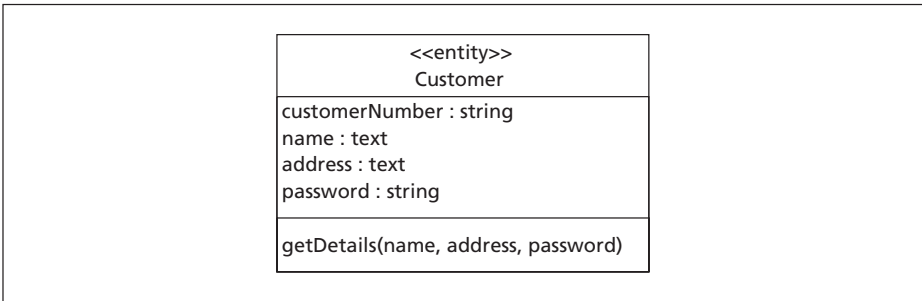 <<entity>>
Customer
customerNumber : string
name : text
address : text
password : string
getDetails(name, address, password)